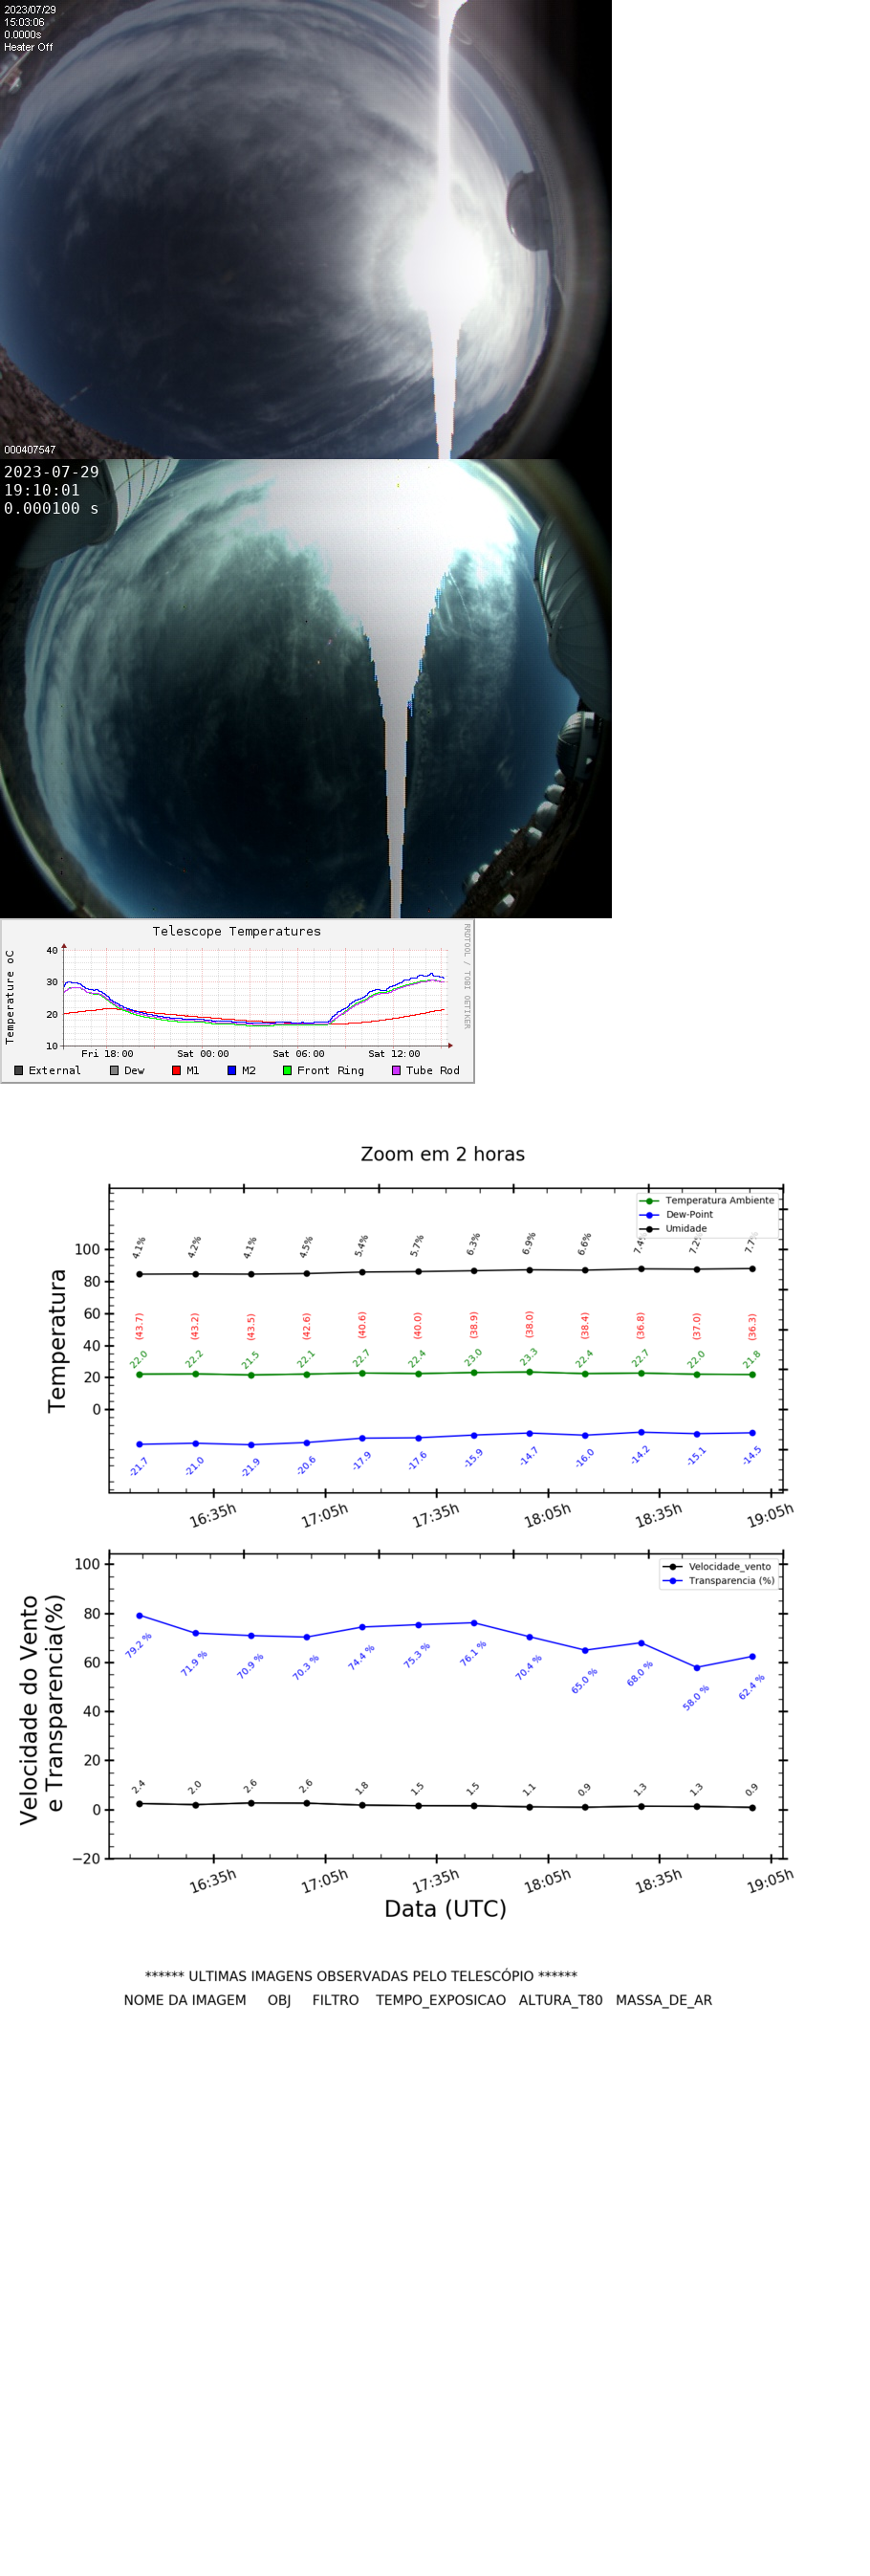 2023/07/29
15:03:06
0.0000s
Heater Off
000407547
2023-07-29
19:10:01
0.000100 s
Telescope Temperatures
RRDTOOL / TOBI OETIKER
Temperature oC
40
30
20
10
Fri 18:00 Sat 00:00 Sat 06:00 Sat 12:00
External Dew M1 M2 Front Ring Tube Rod
Zoom em 2 horas
Temperatura Ambiente
Dew-Point
Umidade
Temperatura
100
80
60
40
20
0
4.1% 4.2% 4.1% 4.5% 5.4% 5.7% 6.3% 6.9% 6.6% 7.4% 7.2% 7.7%
(43.7) (43.2) (43.5) (42.6) (40.6) (40.0) (38.9) (38.0) (38.4) (36.8) (37.0) (36.3)
22.0 22.2 21.5 22.1 22.7 22.4 23.0 23.3 22.4 22.7 22.0 21.8
-21.7 -21.0 -21.9 -20.6 -17.9 -17.6 -15.9 -14.7 -16.0 -14.2 -15.1 -14.5
16:35h 17:05h 17:35h 18:05h 18:35h 19:05h
Velocidade_vento
Transparencia (%)
Velocidade do Vento
e Transparencia(%)
100
80
60
40
20
0
−20
79.2 % 71.9 % 70.9 % 70.3 % 74.4 % 75.3 % 76.1 % 70.4 % 65.0 % 68.0 % 58.0 % 62.4 %
2.4 2.0 2.6 2.6 1.8 1.5 1.5 1.1 0.9 1.3 1.3 0.9
16:35h 17:05h 17:35h 18:05h 18:35h 19:05h
Data (UTC)
****** ULTIMAS IMAGENS OBSERVADAS PELO TELESCÓPIO ******
NOME DA IMAGEM OBJ FILTRO TEMPO_EXPOSICAO ALTURA_T80 MASSA_DE_AR